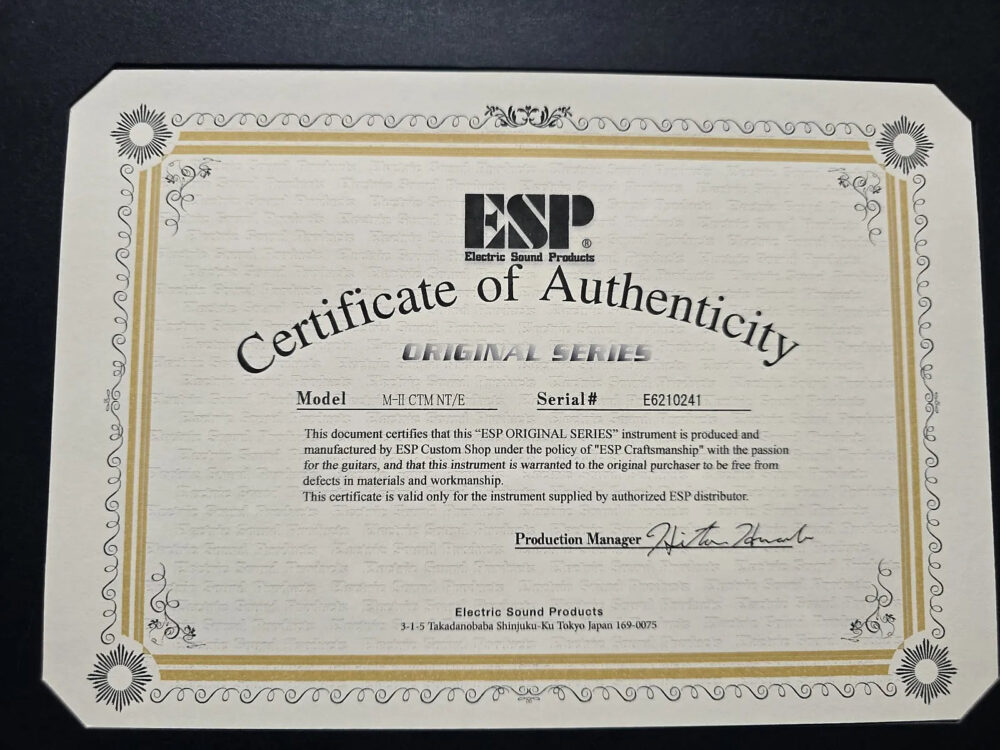 ESP®
Electric Sound Products
Certificate of Authenticity
ORIGINAL SERIES
Model M-II CTM NT/E Serial# E6210241
This document certifies that this “ESP ORIGINAL SERIES” instrument is produced and
manufactured by ESP Custom Shop under the policy of "ESP Craftsmanship" with the passion
for the guitars, and that this instrument is warranted to the original purchaser to be free from
defects in materials and workmanship.
This certificate is valid only for the instrument supplied by authorized ESP distributor.
Production Manager
Electric Sound Products
3-1-5 Takadanobaba Shinjuku-Ku Tokyo Japan 169-0075